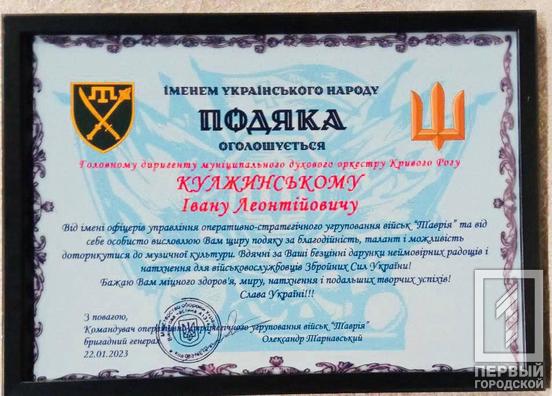 ІМЕНЕМ УКРАЇНСЬКОГО НАРОДУ
ПОДЯКА
ОГОЛОШУЄТЬСЯ
Головному диригенту муніципального духового оркестру Кривого Рогу
КУЛЖИНСЬКОМУ
Івану Леонтійовичу
Від імені офіцерів управління оперативно-стратегічного угруповання військ "Таврія" та від
себе особисто висловлюю Вам щиру подяку за благодійність, талант і можливість
доторкнутися до музичної культури. Вдячні за Ваші безцінні дарунки неймовірних радощів і
натхнення для військовослужбовців Збройних Сил України!
Бажаю Вам міцного здоров'я, миру, натхнення і подальших творчих успіхів!
Слава Україні!!!
З повагою,
Командувач оперативно-стратегічного угруповання військ "Таврія"
бригадний генерал Олександр Тарнавський
22.01.2023
1
ПЕРВЫЙ
ГОРОДСКОЙ